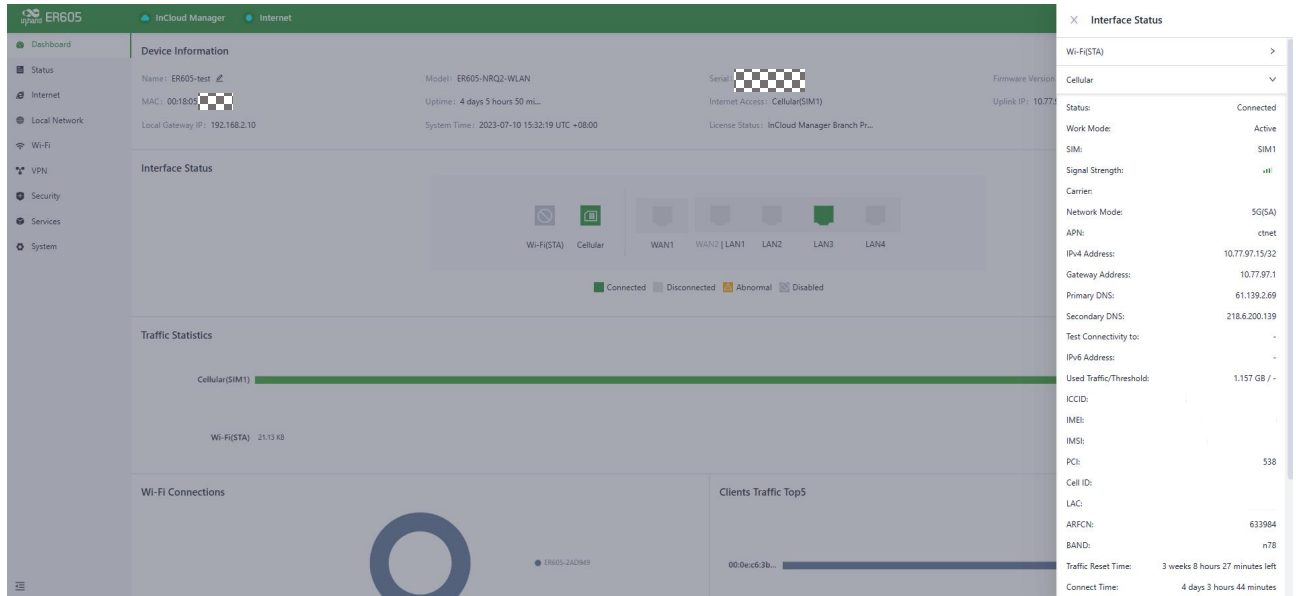 inhand ER605
InCloud Manager Internet
Dashboard
Status
Internet
Local Network
Wi-Fi
VPN
Security
Services
System
Device Information
Name: ER605-test Model: ER605-NRQ2-WLAN Serial: Firmware Version
MAC: 00:18:05 Uptime: 4 days 5 hours 50 mi... Internet Access: Cellular(SIM1) Uplink IP: 10.77.9
Local Gateway IP: 192.168.2.10 System Time: 2023-07-10 15:32:19 UTC +08:00 License Status: InCloud Manager Branch Pr...
Interface Status
Wi-Fi(STA) Cellular WAN1 WAN2 | LAN1 LAN2 LAN3 LAN4
Connected Disconnected Abnormal Disabled
Traffic Statistics
Cellular(SIM1)
Wi-Fi(STA) 21.13 KB
Wi-Fi Connections
ER605-2AD949
Clients Traffic Top5
00:0e:c6:3b...
Interface Status
Wi-Fi(STA)
Cellular
Status: Connected
Work Mode: Active
SIM: SIM1
Signal Strength:
Carrier:
Network Mode: 5G(SA)
APN: ctnet
IPv4 Address: 10.77.97.15/32
Gateway Address: 10.77.97.1
Primary DNS: 61.139.2.69
Secondary DNS: 218.6.200.139
Test Connectivity to: -
IPv6 Address: -
Used Traffic/Threshold: 1.157 GB / -
ICCID:
IMEI:
IMSI:
PCI: 538
Cell ID:
LAC:
ARFCN: 633984
BAND: n78
Traffic Reset Time: 3 weeks 8 hours 27 minutes left
Connect Time: 4 days 3 hours 44 minutes